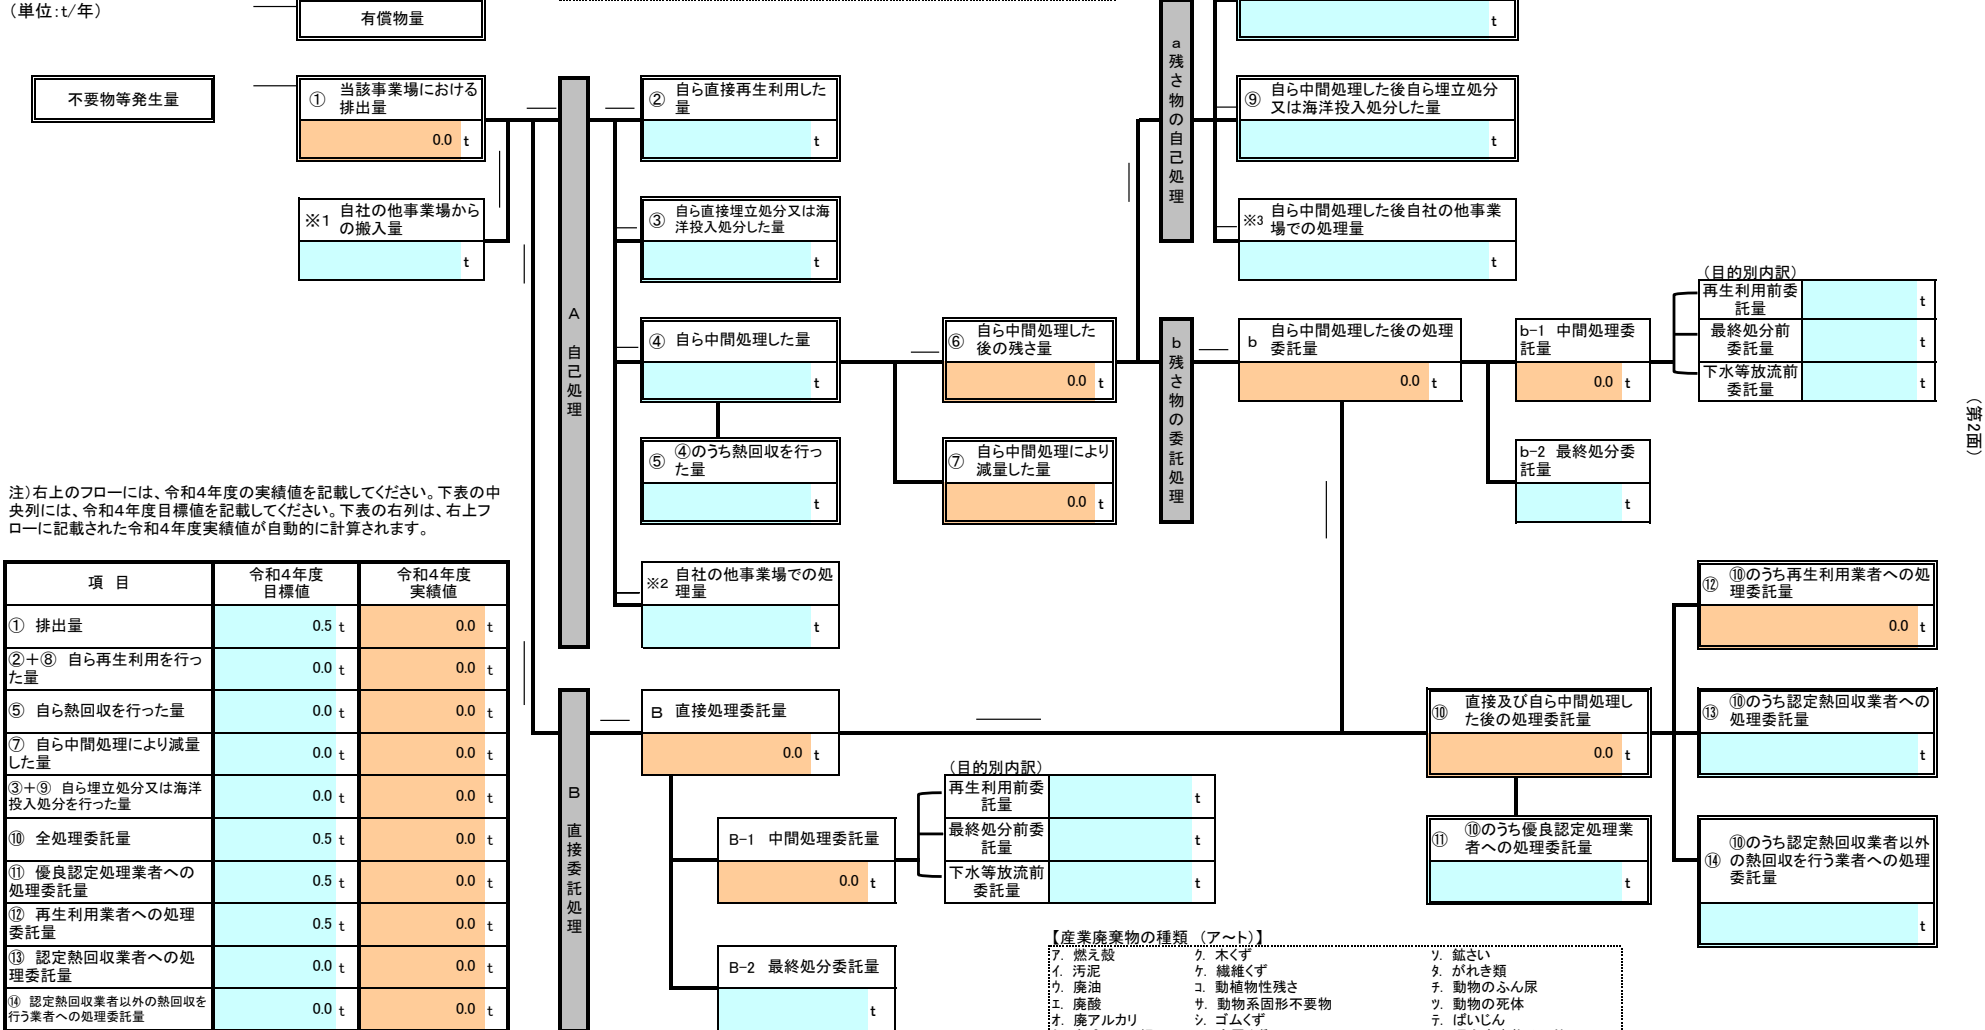 （単位：t/年）
有償物量
t
不要物等発生量
① 当該事業場における
排出量
0.0 t
※1 自社の他事業場から
の搬入量
t
A 自己処理
② 自ら直接再生利用した
量
t
③ 自ら直接埋立処分又は海
洋投入処分した量
t
④ 自ら中間処理した量
t
⑤ ④のうち熱回収を行っ
た量
t
※2 自社の他事業場での処
理量
t
⑥ 自ら中間処理した
後の残さ量
0.0 t
⑦ 自ら中間処理により
減量した量
0.0 t
a 残さ物の自己処理
⑨ 自ら中間処理した後自ら埋立処分
又は海洋投入処分した量
t
※3 自ら中間処理した後自社の他事業
場での処理量
t
b 残さ物の委託処理
b 自ら中間処理した後の処理
委託量
0.0 t
b-1 中間処理委
託量
0.0 t
（目的別内訳）
再生利用前委
託量
t
最終処分前
委託量
t
下水等放流前
委託量
t
b-2 最終処分委
託量
t
（第2面）
注）右上のフローには、令和4年度の実績値を記載してください。下表の中
央列には、令和4年度目標値を記載してください。下表の右列は、右上フ
ローに記載された令和4年度実績値が自動的に計算されます。
項 目 令和4年度
目標値 令和4年度
実績値
① 排出量 0.5 t 0.0 t
②＋⑧ 自ら再生利用を行っ
た量 0.0 t 0.0 t
⑤ 自ら熱回収を行った量 0.0 t 0.0 t
⑦ 自ら中間処理により減量
した量 0.0 t 0.0 t
③＋⑨ 自ら埋立処分又は海洋
投入処分を行った量 0.0 t 0.0 t
⑩ 全処理委託量 0.5 t 0.0 t
⑪ 優良認定処理業者への
処理委託量 0.5 t 0.0 t
⑫ 再生利用業者への処理
委託量 0.5 t 0.0 t
⑬ 認定熱回収業者への処
理委託量 0.0 t 0.0 t
⑭ 認定熱回収業者以外の熱回収を
行う業者への処理委託量 0.0 t 0.0 t
B 直接委託処理
B 直接処理委託量
0.0 t
B-1 中間処理委託量
0.0 t
（目的別内訳）
再生利用前委
託量
t
最終処分前委
託量
t
下水等放流前
委託量
t
B-2 最終処分委託量
t
⑩ 直接及び自ら中間処理し
た後の処理委託量
0.0 t
⑪ ⑩のうち優良認定処理業
者への処理委託量
t
⑫ ⑩のうち再生利用業者への処
理委託量
0.0 t
⑬ ⑩のうち認定熱回収業者への
処理委託量
t
⑭ ⑩のうち認定熱回収業者以外
の熱回収を行う業者への処理
委託量
t
【産業廃棄物の種類 （ア～ト）】
ア. 燃え殻 ク. 木くず ソ. 鉱さい
イ. 汚泥 ケ. 繊維くず タ. がれき類
ウ. 廃油 コ. 動植物性残さ チ. 動物のふん尿
エ. 廃酸 サ. 動物系固形不要物 ツ. 動物の死体
オ. 廃アルカリ シ. ゴムくず テ. ばいじん